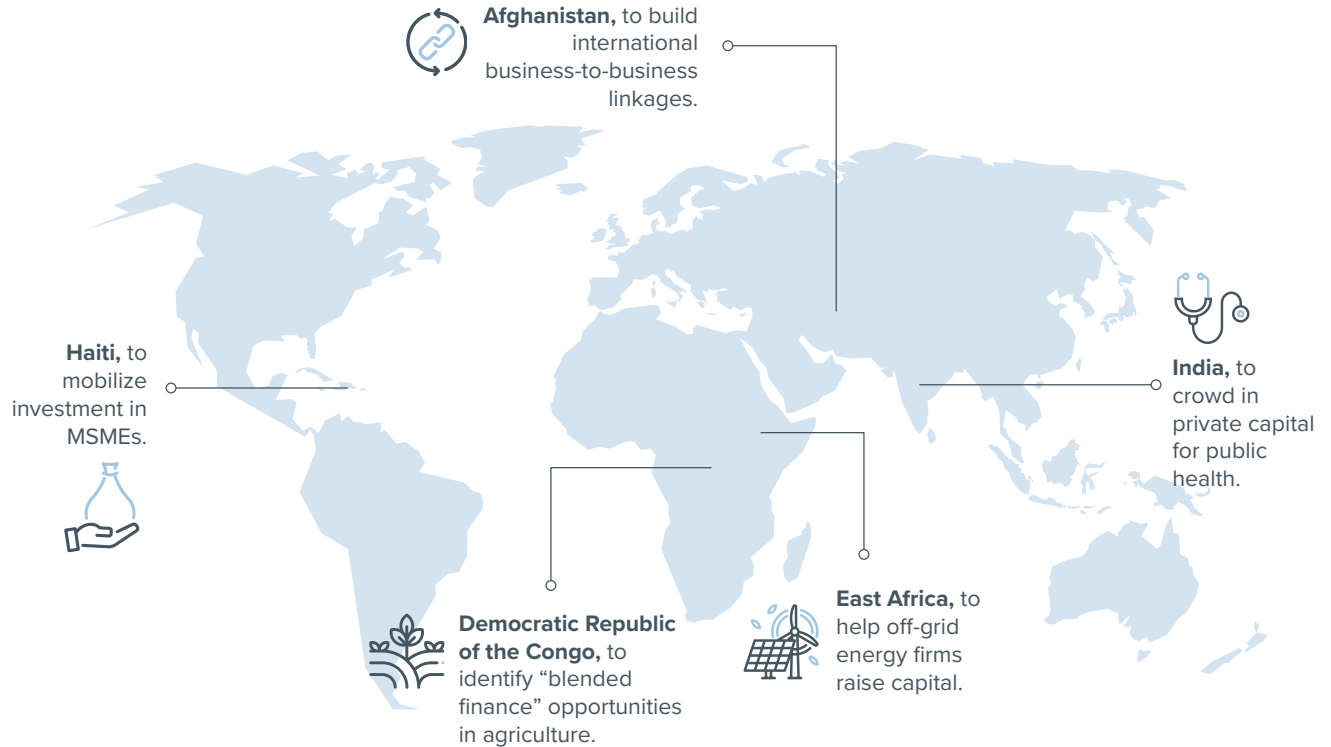 Afghanistan, to build
international
business-to-business
linkages.
Haiti, to
mobilize
investment in
MSMEs.
India, to
crowd in
private capital
for public
health.
Democratic Republic
of the Congo, to
identify “blended
finance” opportunities
in agriculture.
East Africa, to
help off-grid
energy firms
raise capital.